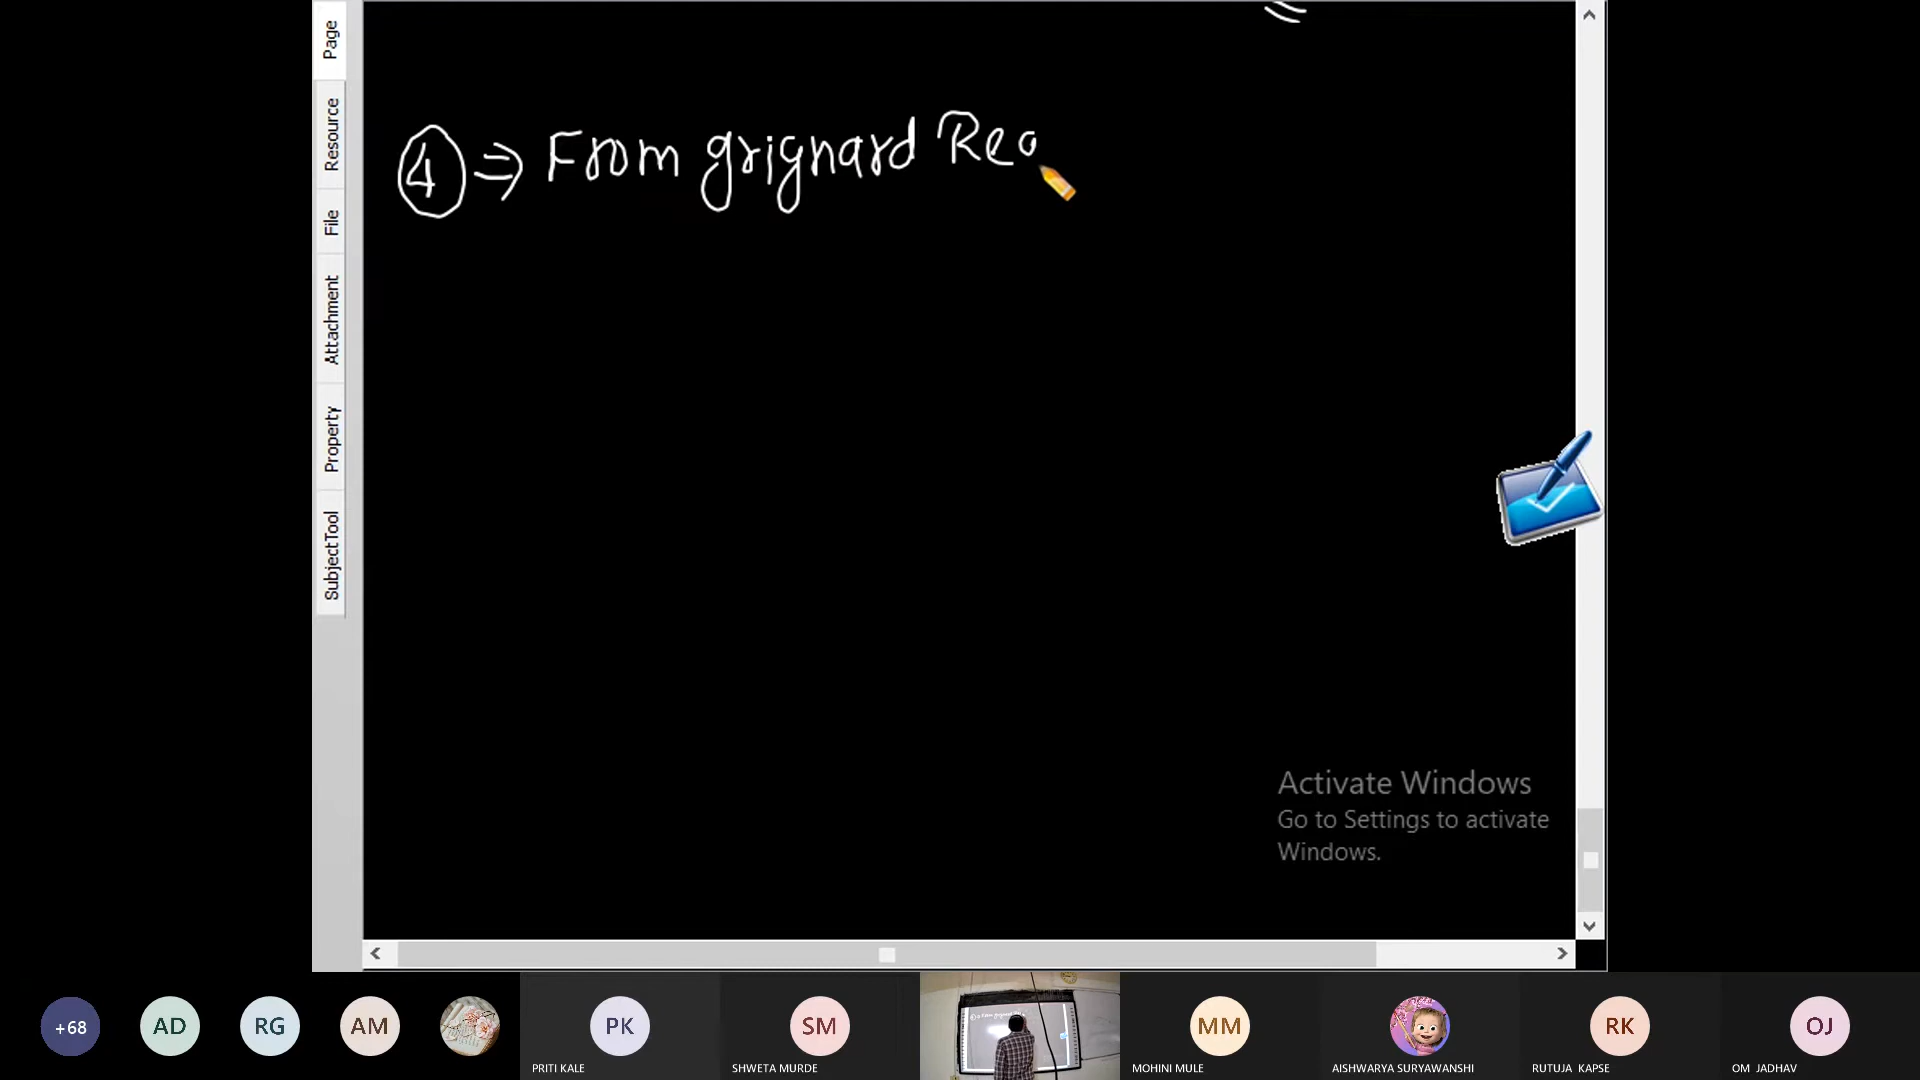 Page
Resource
File
Attachment
Property
SubjectTool
④ ⇒ From grignard Rea
Activate Windows
Go to Settings to activate
Windows.
+68
AD
RG
AM
PK
PRITI KALE
SM
SHWETA MURDE
MM
MOHINI MULE
AISHWARYA SURYAWANSHI
RK
RUTUJA KAPSE
OJ
OM JADHAV